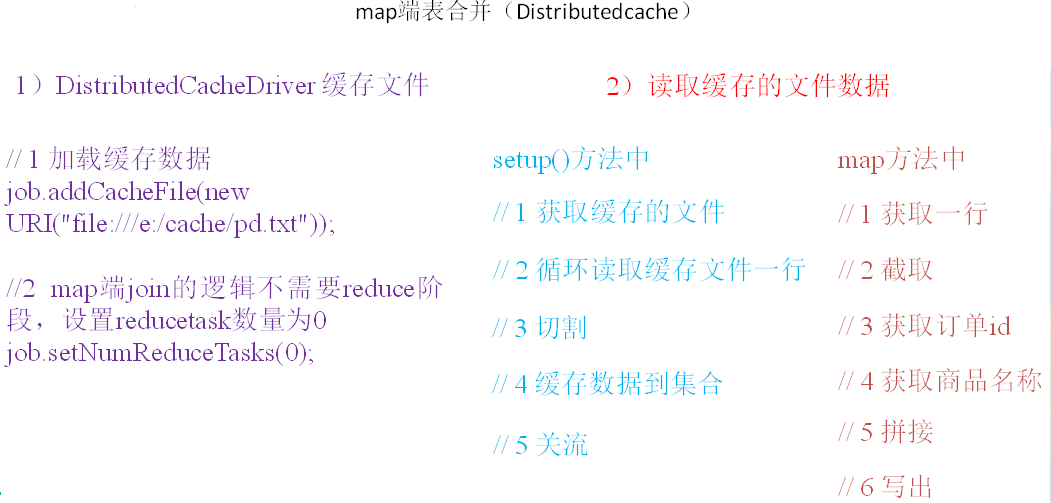 map端表合并（Distributedcache）
1）DistributedCacheDriver 缓存文件
// 1 加载缓存数据
job.addCacheFile(new
URI("file:///e:/cache/pd.txt"));
//2  map端join的逻辑不需要reduce阶
段，设置reducetask数量为0
job.setNumReduceTasks(0);
2）读取缓存的文件数据
setup()方法中
// 1 获取缓存的文件
// 2 循环读取缓存文件一行
// 3 切割
// 4 缓存数据到集合
// 5 关流
map方法中
// 1 获取一行
// 2 截取
// 3 获取订单id
// 4 获取商品名称
// 5 拼接
// 6 写出